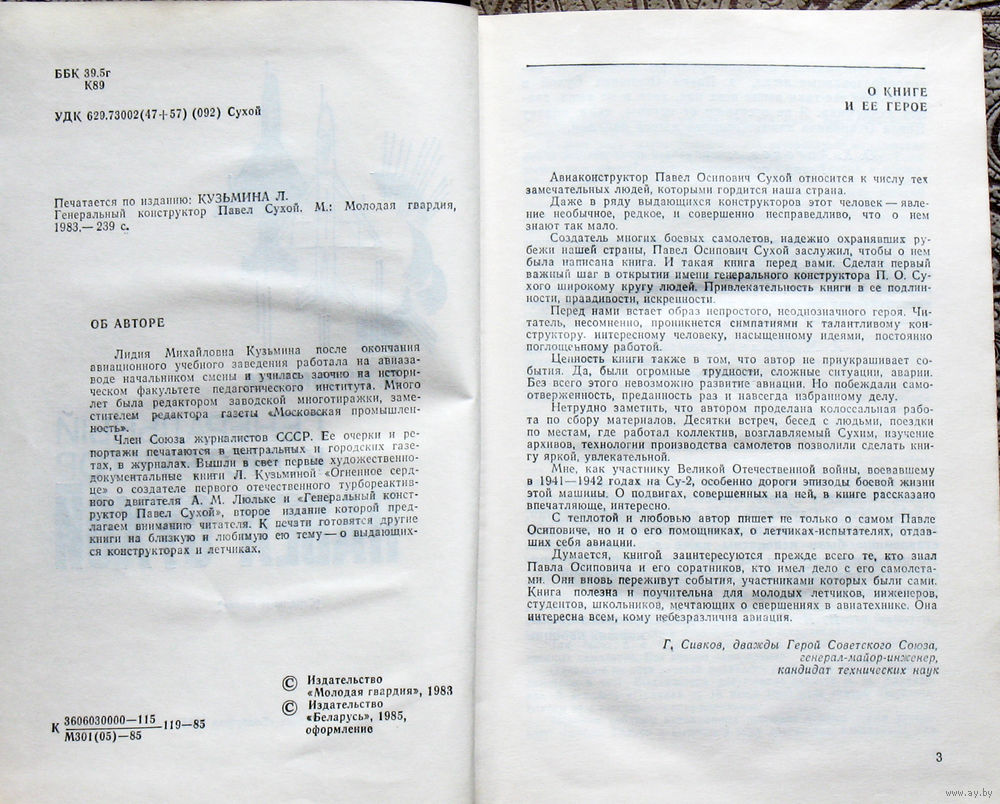 ББК 39.5г
К89
УДК 629.73002(47+57) (092) Сухой
Печатается по изданию: КУЗЬМИНА Л.
Генеральный конструктор Павел Сухой. М.: Молодая гвардия,
1983.— 239 с.
ОБ АВТОРЕ
Лидия Михайловна Кузьмина после окончания
авиационного учебного заведения работала на авиаза-
воде начальником смены и училась заочно на истори-
ческом факультете педагогического института. Много
лет была редактором заводской многотиражки, заме-
стителем редактора газеты «Московская промышлен-
ность».
Член Союза журналистов СССР. Ее очерки и ре-
портажи печатаются в центральных и городских газе-
тах, в журналах. Вышли в свет первые художественно-
документальные книги Л. Кузьминой «Огненное серд-
це» о создателе первого отечественного турбореактив-
ного двигателя А. М. Люльке и «Генеральный конст-
руктор Павел Сухой», второе издание которой пред-
лагаем вниманию читателя. К печати готовятся другие
книги на близкую и любимую ею тему — о выдающих-
ся конструкторах и летчиках.
К 3606030000—115
М301(05)—85
119—85
© Издательство
«Молодая гвардия», 1983
© Издательство
«Беларусь», 1985,
оформление
О КНИГЕ
И ЕЕ ГЕРОЕ
Авиаконструктор Павел Осипович Сухой относится к числу тех
замечательных людей, которыми гордится наша страна.
Даже в ряду выдающихся конструкторов этот человек — явле-
ние необычное, редкое, и совершенно несправедливо, что о нем
знают так мало.
Создатель многих боевых самолетов, надежно охранявших ру-
бежи нашей страны, Павел Осипович Сухой заслужил, чтобы о нем
была написана книга. И такая книга перед вами. Сделан первый
важный шаг в открытии имени генерального конструктора П. О. Су-
хого широкому кругу людей. Привлекательность книги в ее подлин-
ности, правдивости, искренности.
Перед нами встает образ непростого, неоднозначного героя. Чи-
татель, несомненно, проникнется симпатиями к талантливому конс-
труктору. интересному человеку, насыщенному идеями, постоянно
поглощенному работой.
Ценность книги также в том, что автор не приукрашивает со-
бытия. Да, были огромные трудности, сложные ситуации, аварии.
Без всего этого невозможно развитие авиации. Но побеждали само-
отверженность, преданность раз и навсегда избранному делу.
Нетрудно заметить, что автором проделана колоссальная рабо-
та по сбору материалов. Десятки встреч, бесед с людьми, поездки
по местам, где работал коллектив, возглавляемый Сухим, изучение
архивов, технологии производства самолетов позволили сделать кни-
гу яркой, увлекательной.
Мне, как участнику Великой Отечественной войны, воевавшему
в 1941—1942 годах на Су-2, особенно дороги эпизоды боевой жизни
этой машины. О подвигах, совершенных на ней, в книге рассказано
впечатляюще, интересно.
С теплотой и любовью автор пишет не только о самом Павле
Осиповиче, но и о его помощниках, о летчиках-испытателях, отдав-
ших себя авиации.
Думается, книгой заинтересуются прежде всего те, кто знал
Павла Осиповича и его соратников, кто имел дело с его самолета-
ми. Они вновь переживут события, участниками которых были сами.
Книга полезна и поучительна для молодых летчиков, инженеров,
студентов, школьников, мечтающих о свершениях в авиатехнике. Она
интересна всем, кому небезразлична авиация.
Г. Сивков, дважды Герой Советского Союза,
генерал-майор-инженер,
кандидат технических наук
3
www.ay.by